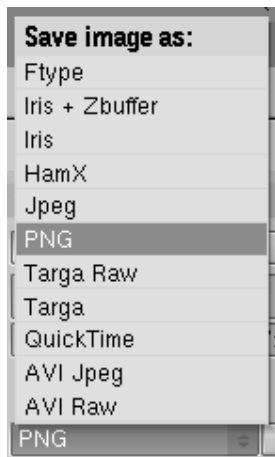 Save image as:
Ftype
Iris + Zbuffer
Iris
HamX
Jpeg
PNG
Targa Raw
Targa
QuickTime
AVI Jpeg
AVI Raw
PNG